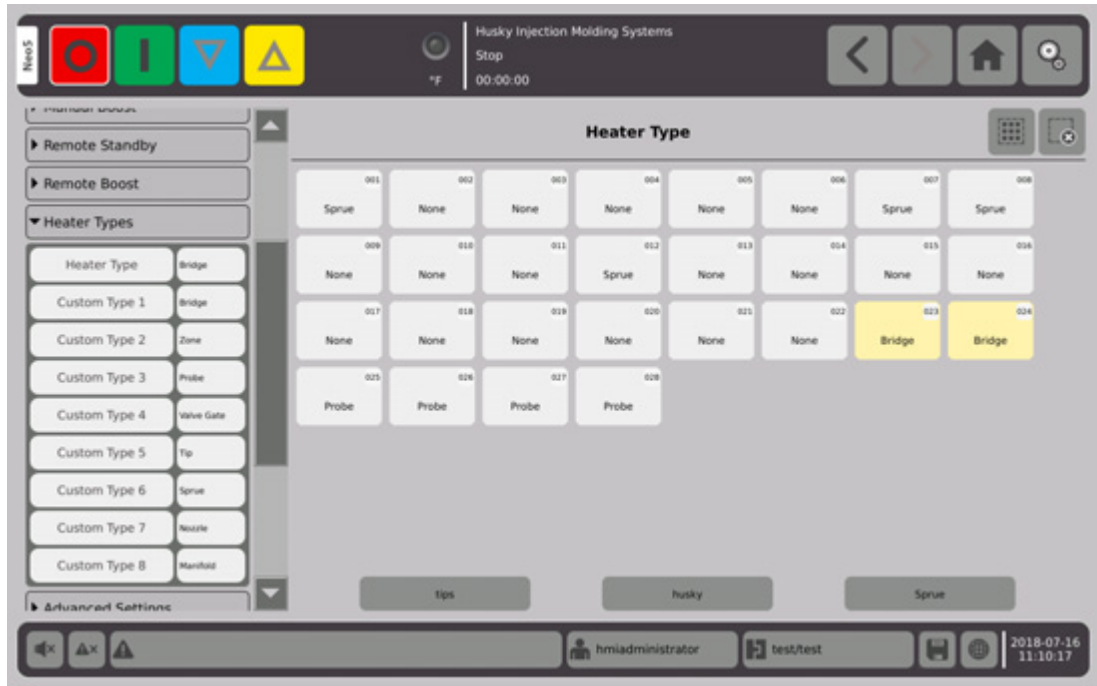 Neo5
Husky Injection Molding Systems
Stop
°F
00:00:00
Manual Boost
Remote Standby
Remote Boost
Heater Types
Heater Type Bridge
Custom Type 1 Bridge
Custom Type 2 Zone
Custom Type 3 Probe
Custom Type 4 Valve Gate
Custom Type 5 Tip
Custom Type 6 Sprue
Custom Type 7 Nozzle
Custom Type 8 Manifold
Advanced Settings
Heater Type
001 002 003 004 005 006 007 008
Sprue None None None None None Sprue Sprue
009 010 011 012 013 014 015 016
None None None Sprue None None None None
017 018 019 020 021 022 023 024
None None None None None None Bridge Bridge
025 026 027 028
Probe Probe Probe Probe
tips husky Sprue
hmiadministrator test/test 2018-07-16
11:10:17